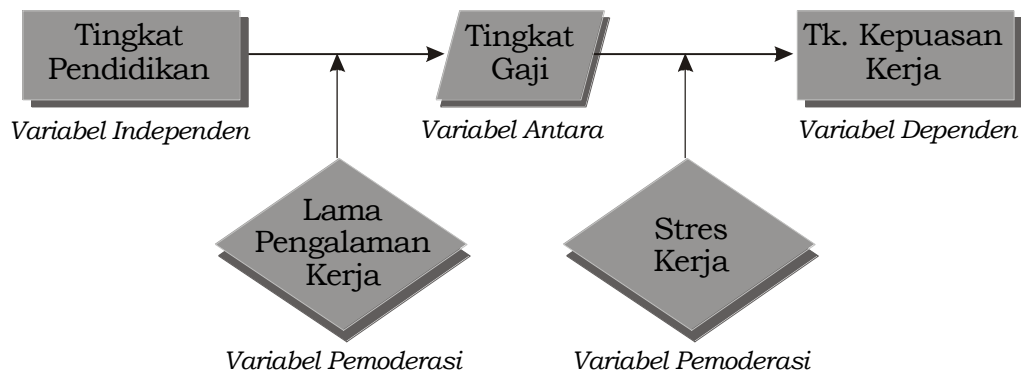 Tingkat
Pendidikan
Tingkat
Gaji
Tk. Kepuasan
Kerja
Variabel Independen
Variabel Antara
Variabel Dependen
Lama
Pengalaman
Kerja
Stres
Kerja
Variabel Pemoderasi
Variabel Pemoderasi